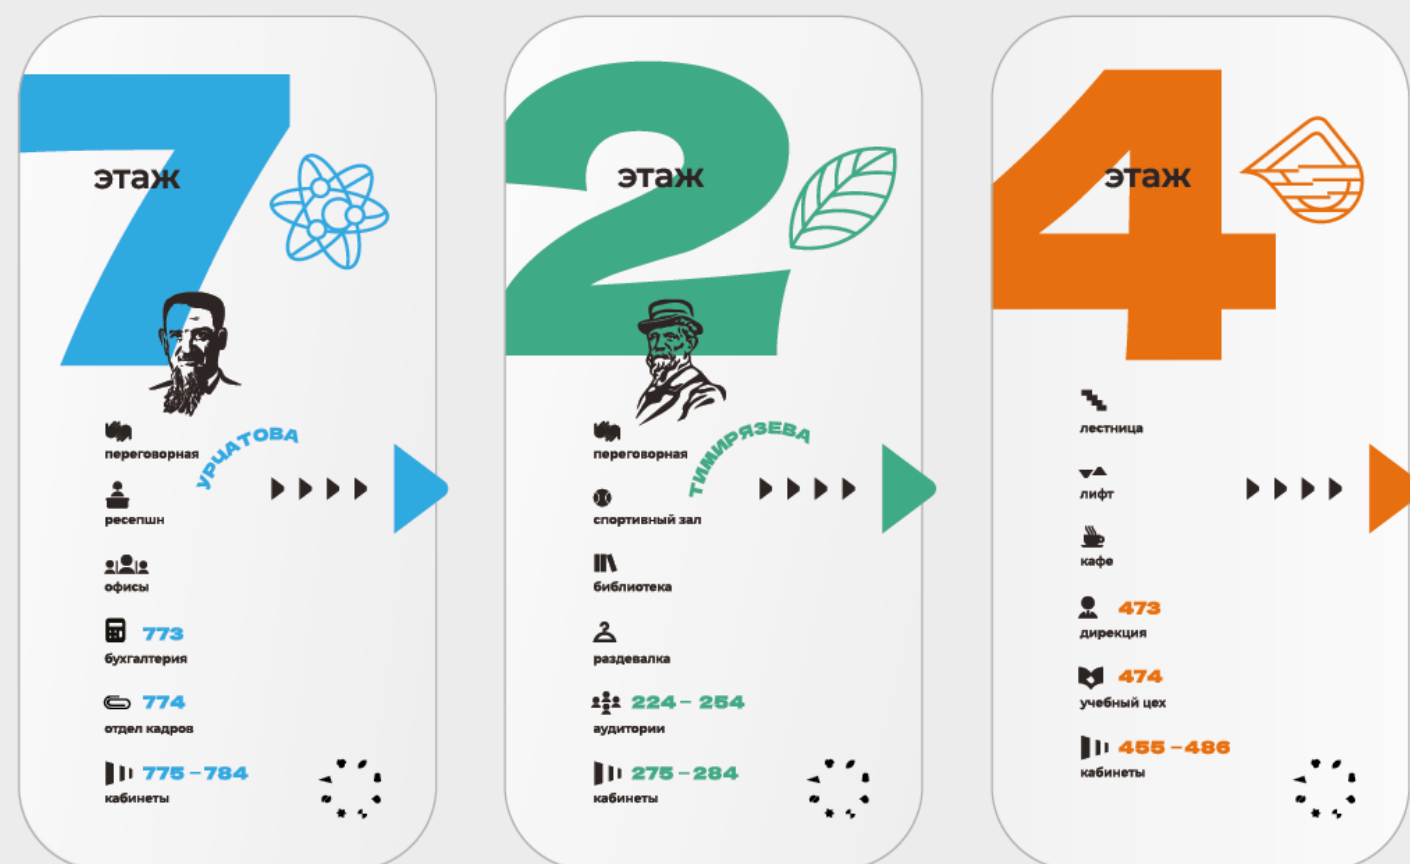 7
этаж
переговорная
УРЧАТОВА
ресепшн
офисы
773
бухгалтерия
774
отдел кадров
775 – 784
кабинеты
2
этаж
переговорная
ТИМИРЯЗЕВА
спортивный зал
библиотека
раздевалка
224 – 254
аудитории
275 – 284
кабинеты
4
этаж
лестница
лифт
кафе
473
дирекция
474
учебный цех
455 – 486
кабинеты